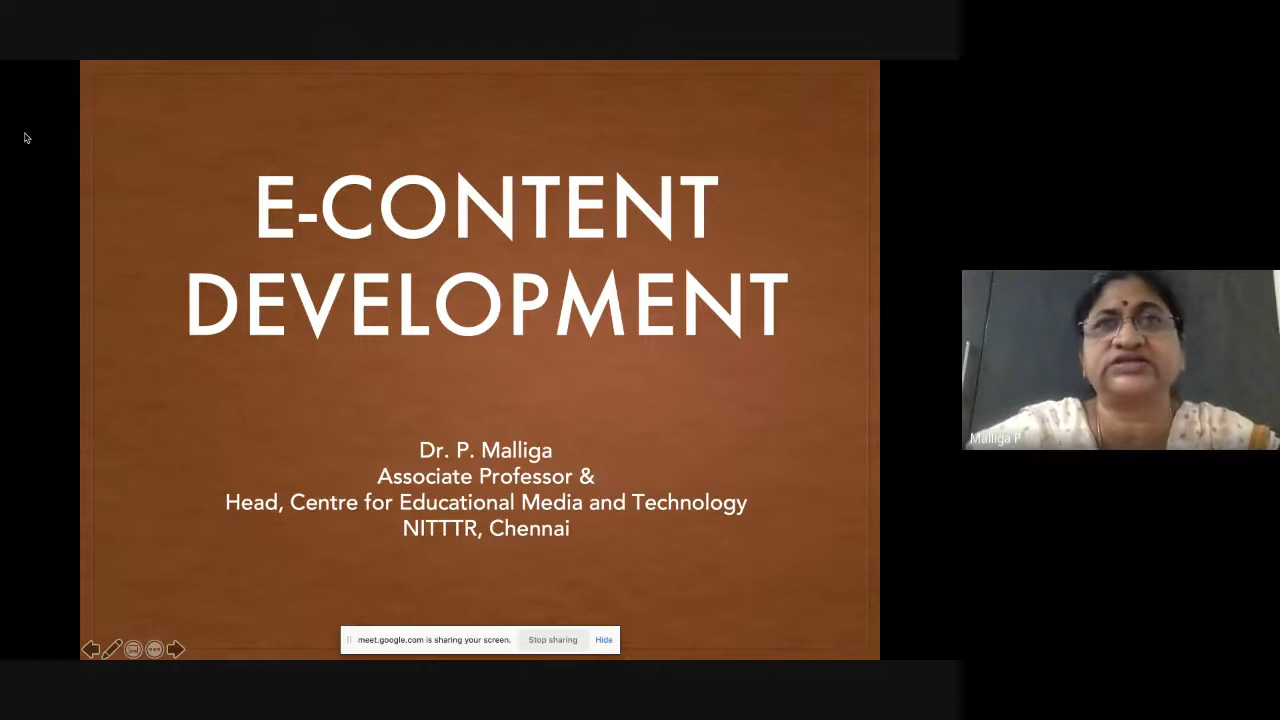 E-CONTENT
DEVELOPMENT
Dr. P. Malliga
Associate Professor &
Head, Centre for Educational Media and Technology
NITTTR, Chennai
Malliga P
meet.google.com is sharing your screen. Stop sharing Hide